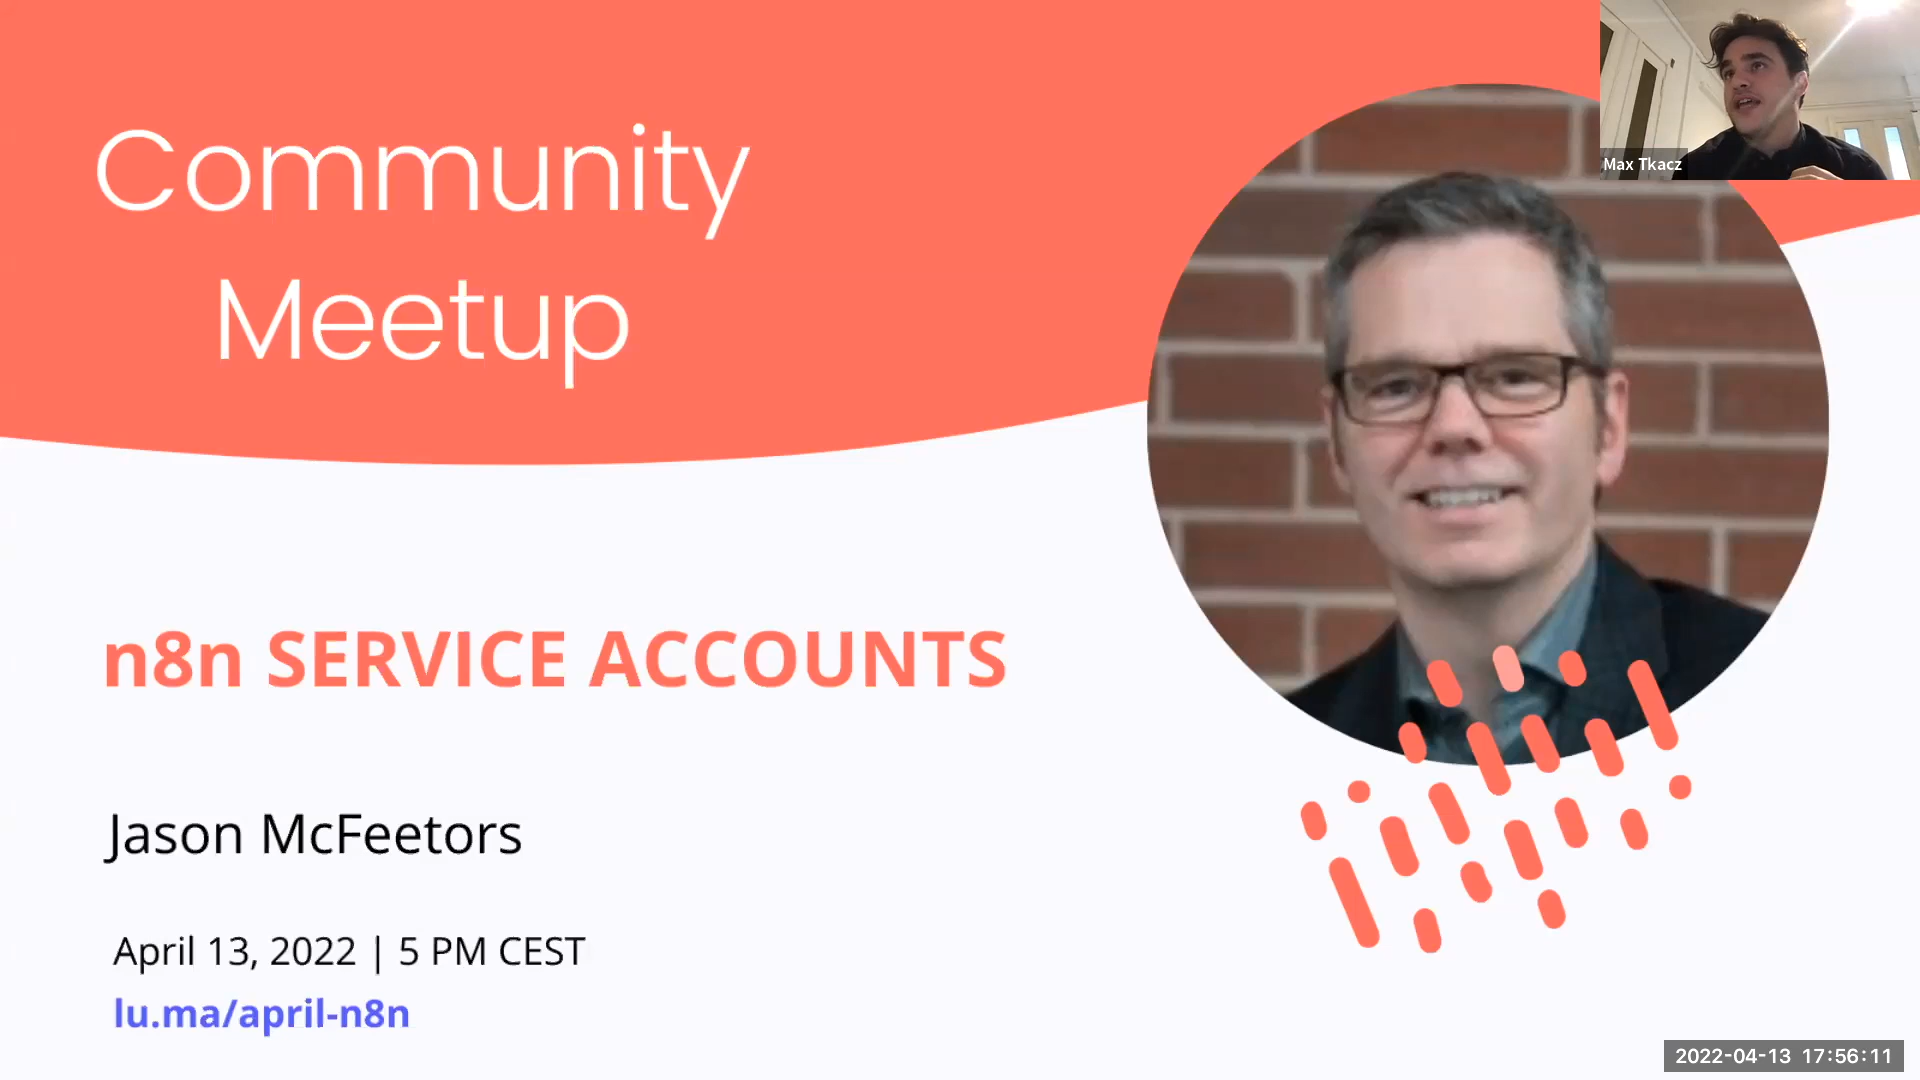 Community
Meetup
Max Tkacz
n8n SERVICE ACCOUNTS
Jason McFeetors
April 13, 2022 | 5 PM CEST
lu.ma/april-n8n
2022-04-13 17:56:11